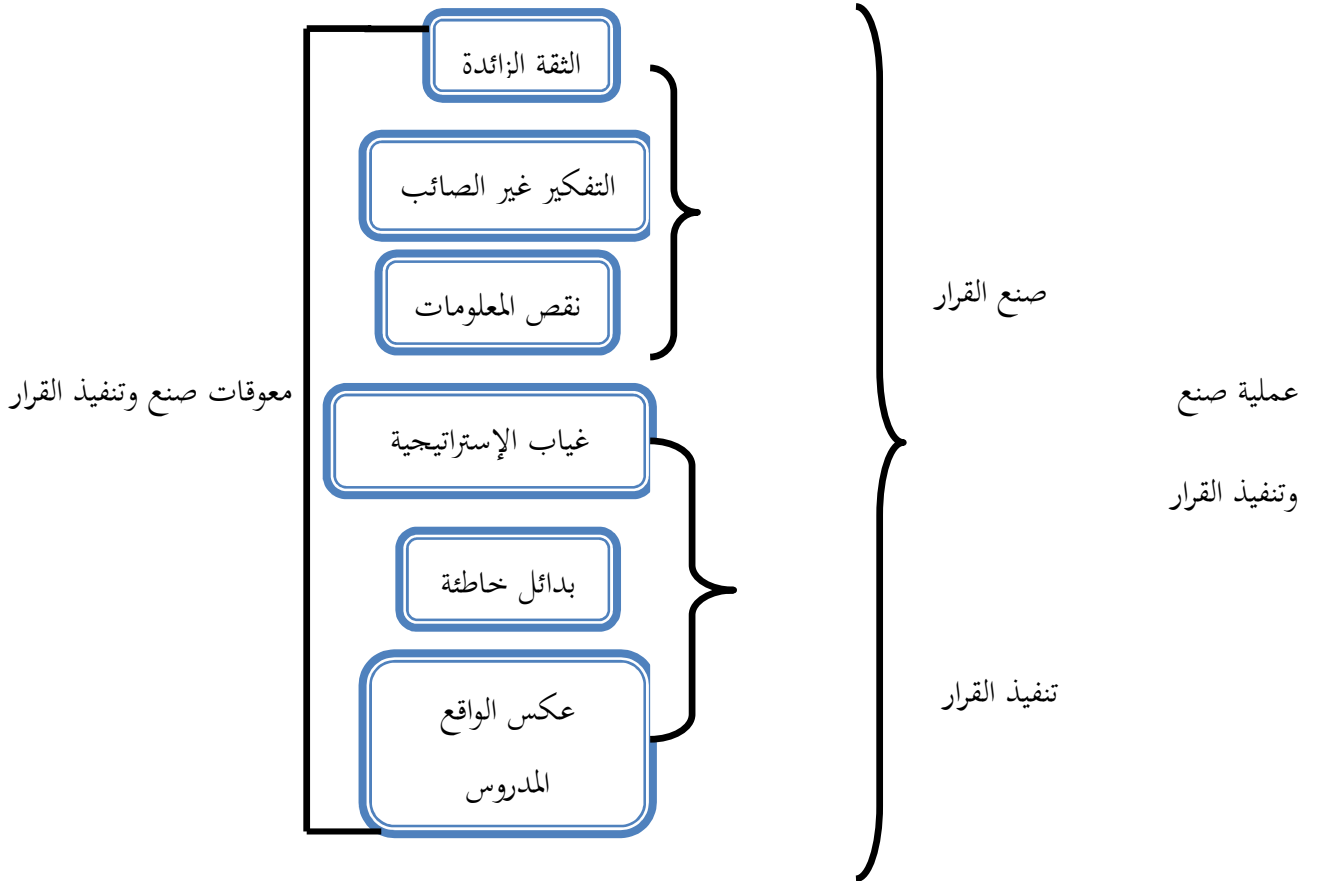 الثقة الزائدة
التفكير غير الصائب
نقص المعلومات
صنع القرار
معوقات صنع وتنفيذ القرار
عملية صنع
وتنفيذ القرار
غياب الإستراتيجية
بدائل خاطئة
تنفيذ القرار
عكس الواقع
المدروس